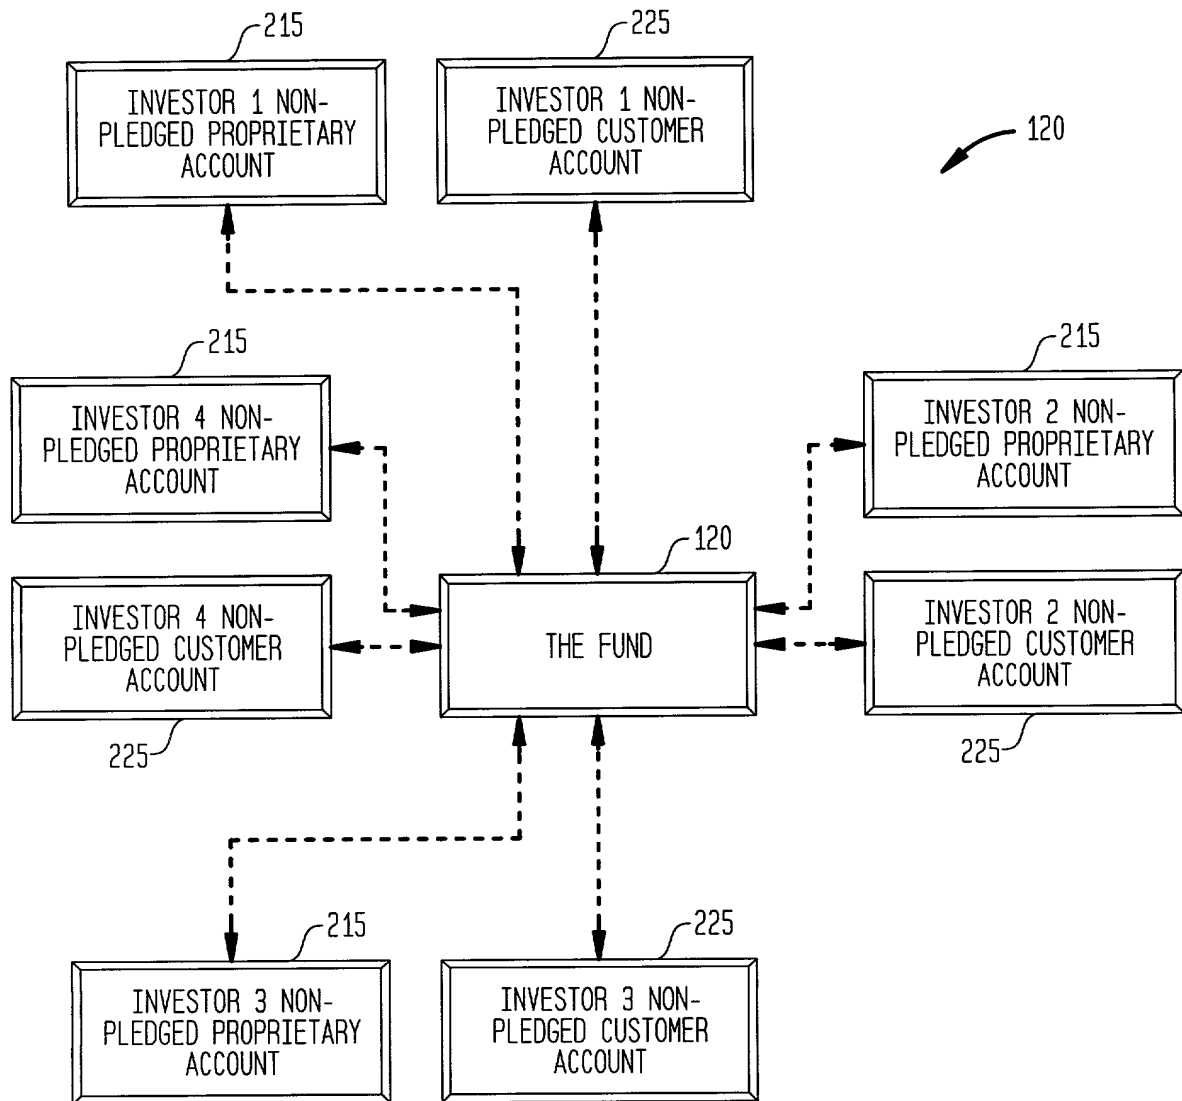 215
INVESTOR 1 NON-
PLEDGED PROPRIETARY
ACCOUNT
225
INVESTOR 1 NON-
PLEDGED CUSTOMER
ACCOUNT
120
215
INVESTOR 4 NON-
PLEDGED PROPRIETARY
ACCOUNT
215
INVESTOR 2 NON-
PLEDGED PROPRIETARY
ACCOUNT
INVESTOR 4 NON-
PLEDGED CUSTOMER
ACCOUNT
225
120
THE FUND
INVESTOR 2 NON-
PLEDGED CUSTOMER
ACCOUNT
225
215
INVESTOR 3 NON-
PLEDGED PROPRIETARY
ACCOUNT
225
INVESTOR 3 NON-
PLEDGED CUSTOMER
ACCOUNT